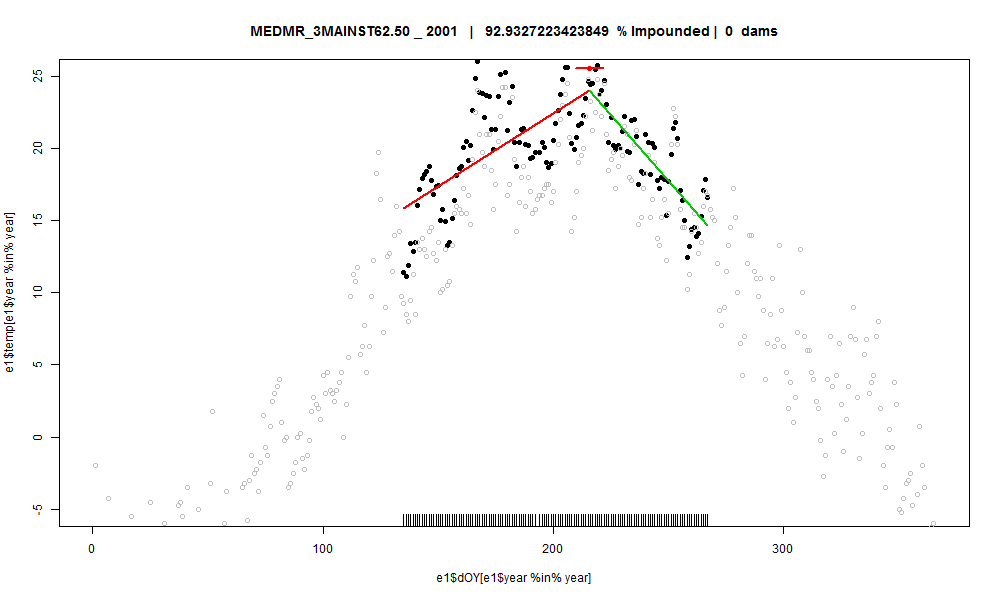 MEDMR_3MAINST62.50 _ 2001 | 92.9327223423849 % Impounded | 0 dams
e1$temp[e1$year %in% year]
25
20
15
10
5
0
-5
0 100 200 300
e1$dOY[e1$year %in% year]